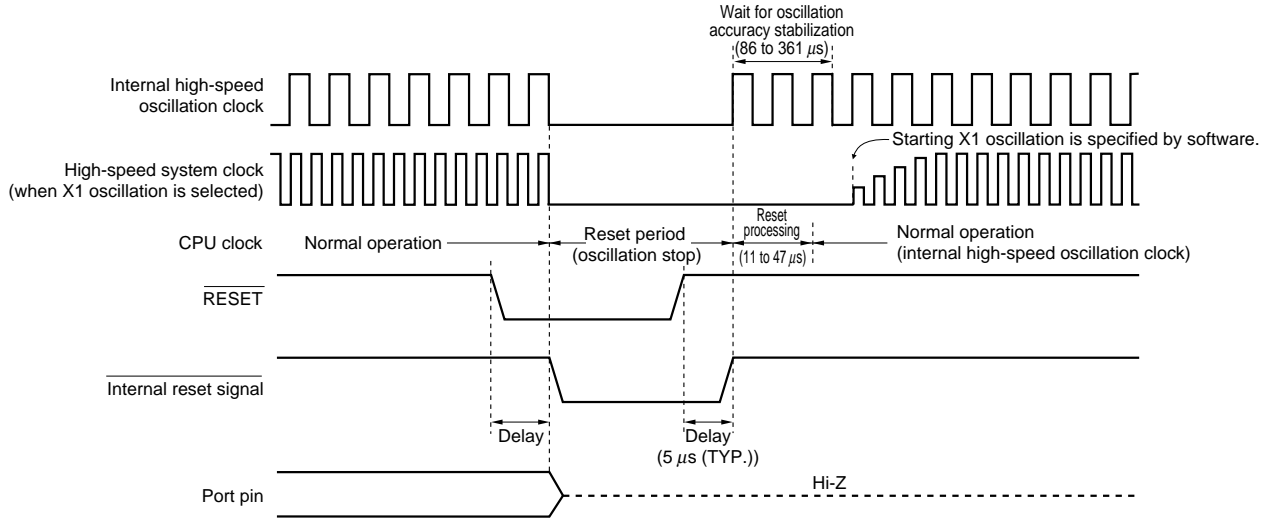 Wait for oscillation
accuracy stabilization
(86 to 361 μs)
Internal high-speed
oscillation clock
Starting X1 oscillation is specified by software.
High-speed system clock
(when X1 oscillation is selected)
CPU clock
Normal operation
Reset period
(oscillation stop)
Reset
processing
(11 to 47 μs)
Normal operation
(internal high-speed oscillation clock)
RESET
Internal reset signal
Delay
Delay
(5 μs (TYP.))
Port pin
Hi-Z